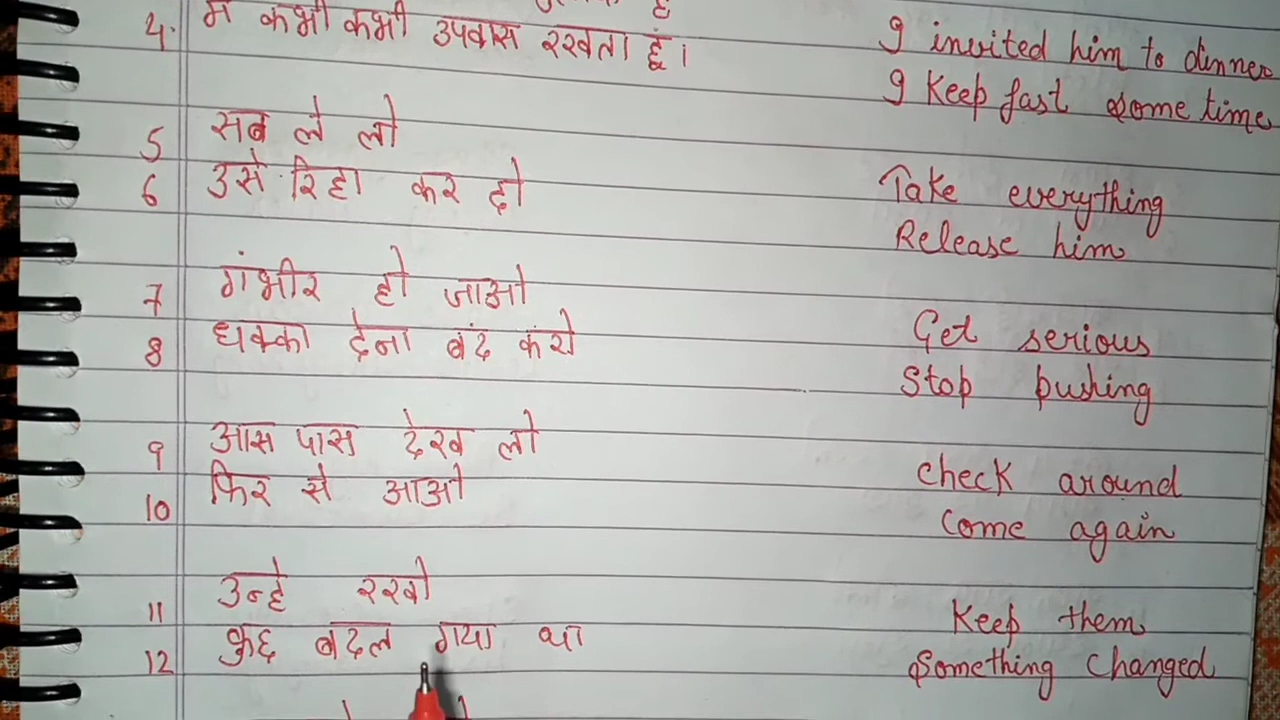 I invited him to dinner
4. मैं कभी कभी उपवास रखता हूं। I Keep fast some time
5 सब ले लो Take everything
6 उसे रिहा कर दो Release him
7 गंभीर हो जाओ Get serious
8 धक्का देना बंद करो Stop pushing
9 आस पास देख लो Check around
10 फिर से आओ Come again
11 उन्हे रखो Keep them
12 कुछ बदल गया था Something changed